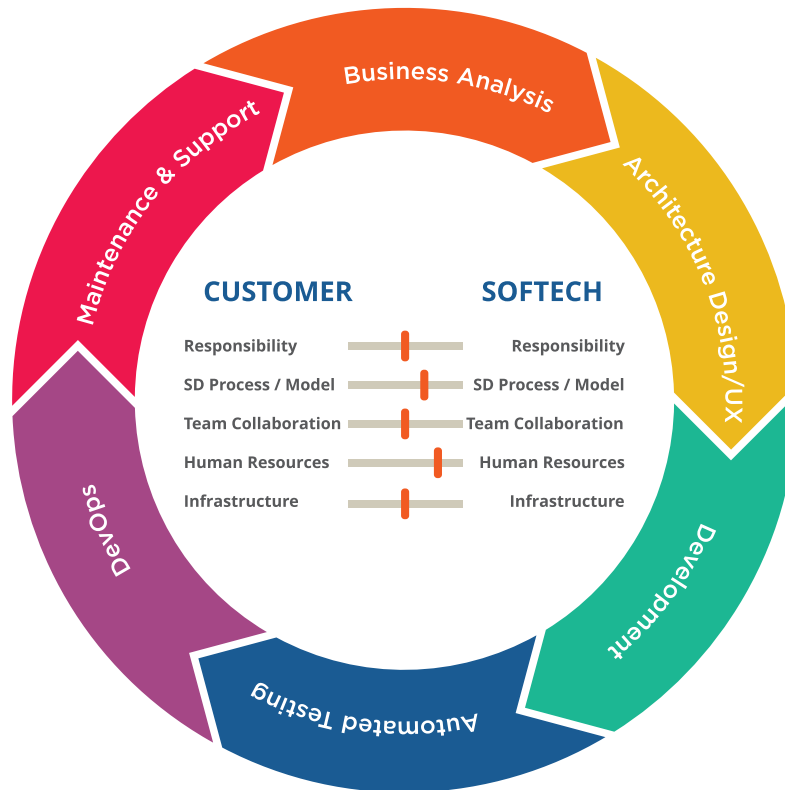 Business Analysis
Architecture Design/UX
Development
Automated Testing
DevOps
Maintenance & Support
CUSTOMER SOFTECH
Responsibility Responsibility
SD Process / Model SD Process / Model
Team Collaboration Team Collaboration
Human Resources Human Resources
Infrastructure Infrastructure